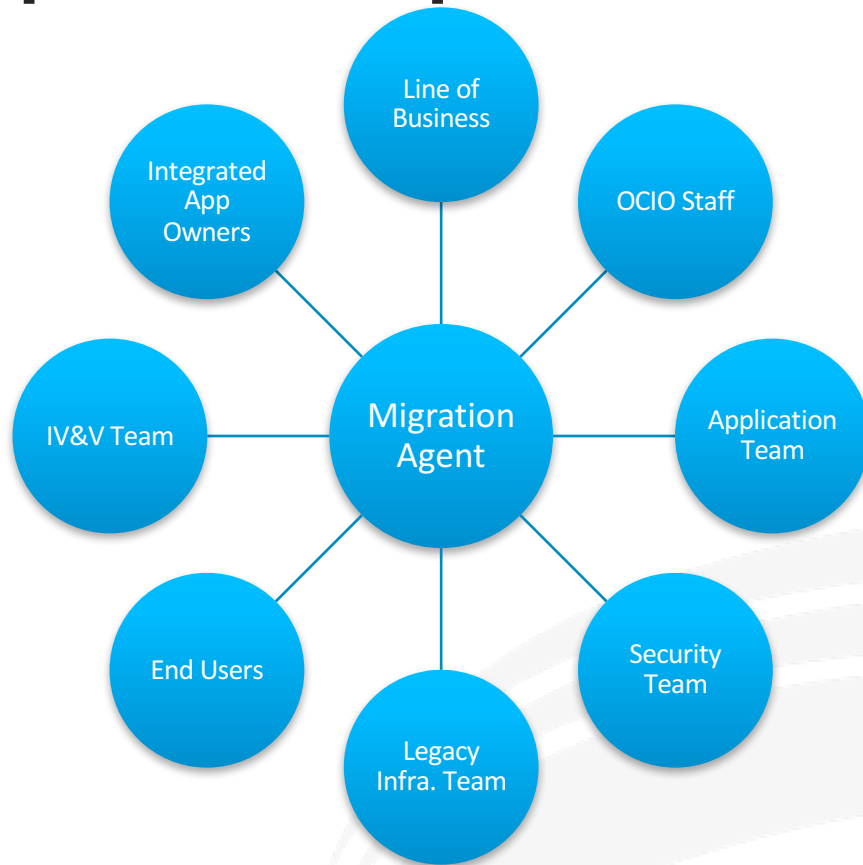 Line of
Business
OCIO Staff
Application
Team
Security
Team
Legacy
Infra. Team
End Users
IV&V Team
Integrated
App
Owners
Migration
Agent